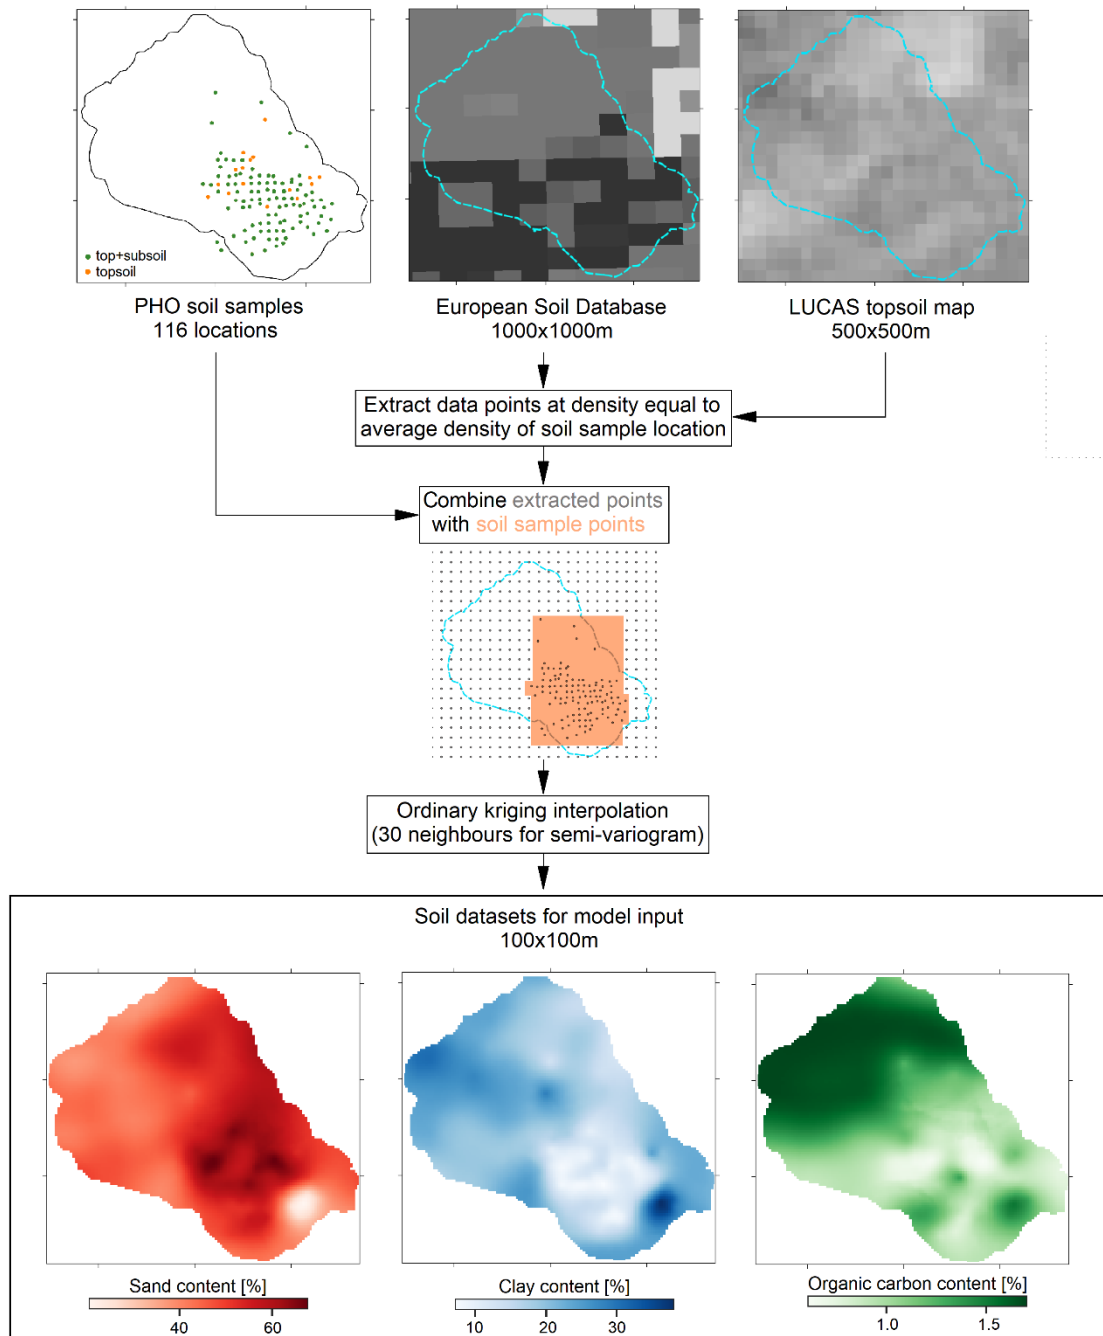 top+subsoil
topsoil
PHO soil samples
116 locations
European Soil Database
1000x1000m
LUCAS topsoil map
500x500m
Extract data points at density equal to
average density of soil sample location
Combine extracted points
with soil sample points
Ordinary kriging interpolation
(30 neighbours for semi-variogram)
Soil datasets for model input
100x100m
Sand content [%]
40 60
Clay content [%]
10 30
Organic carbon content [%]
1.0 1.5